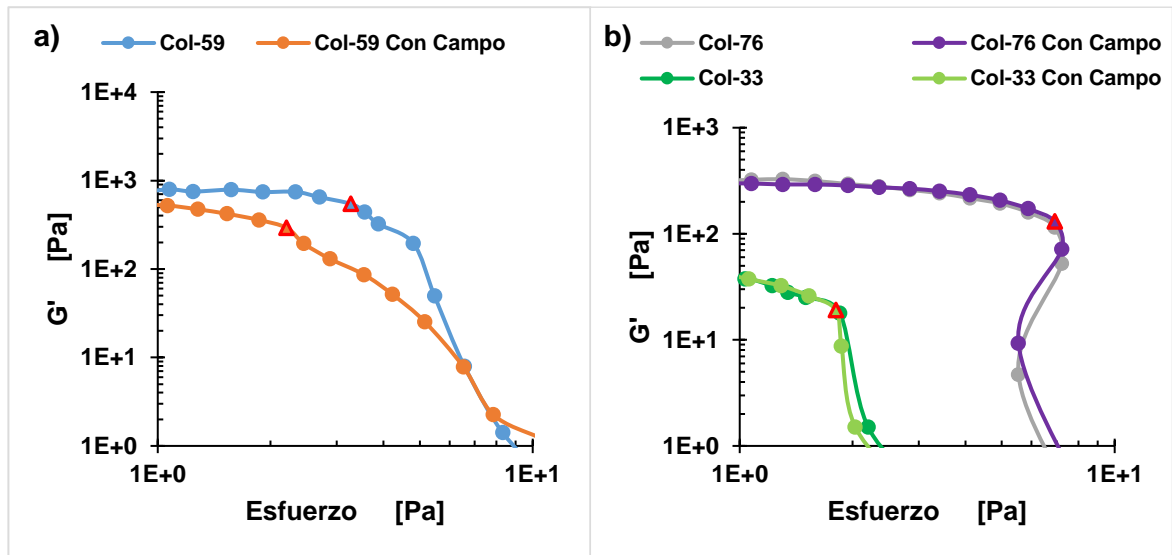 a)
Col-59
Col-59 Con Campo
1E+4
1E+3
1E+2
1E+1
1E+0
G' [Pa]
1E+0
1E+1
Esfuerzo [Pa]
b)
Col-76
Col-76 Con Campo
Col-33
Col-33 Con Campo
1E+3
1E+2
1E+1
1E+0
G' [Pa]
1E+0
1E+1
Esfuerzo [Pa]